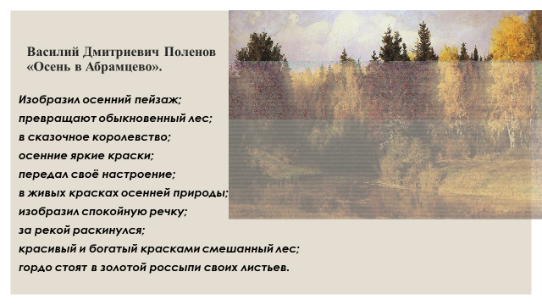 Василий Дмитриевич Поленов
«Осень в Абрамцево».
Изобразил осенний пейзаж;
превращают обыкновенный лес;
в сказочное королевство;
осенние яркие краски;
передал своё настроение;
в живых красках осенней природы;
изобразил спокойную речку;
за рекой раскинулся;
красивый и богатый красками смешанный лес;
гордо стоят в золотой россыпи своих листьев.